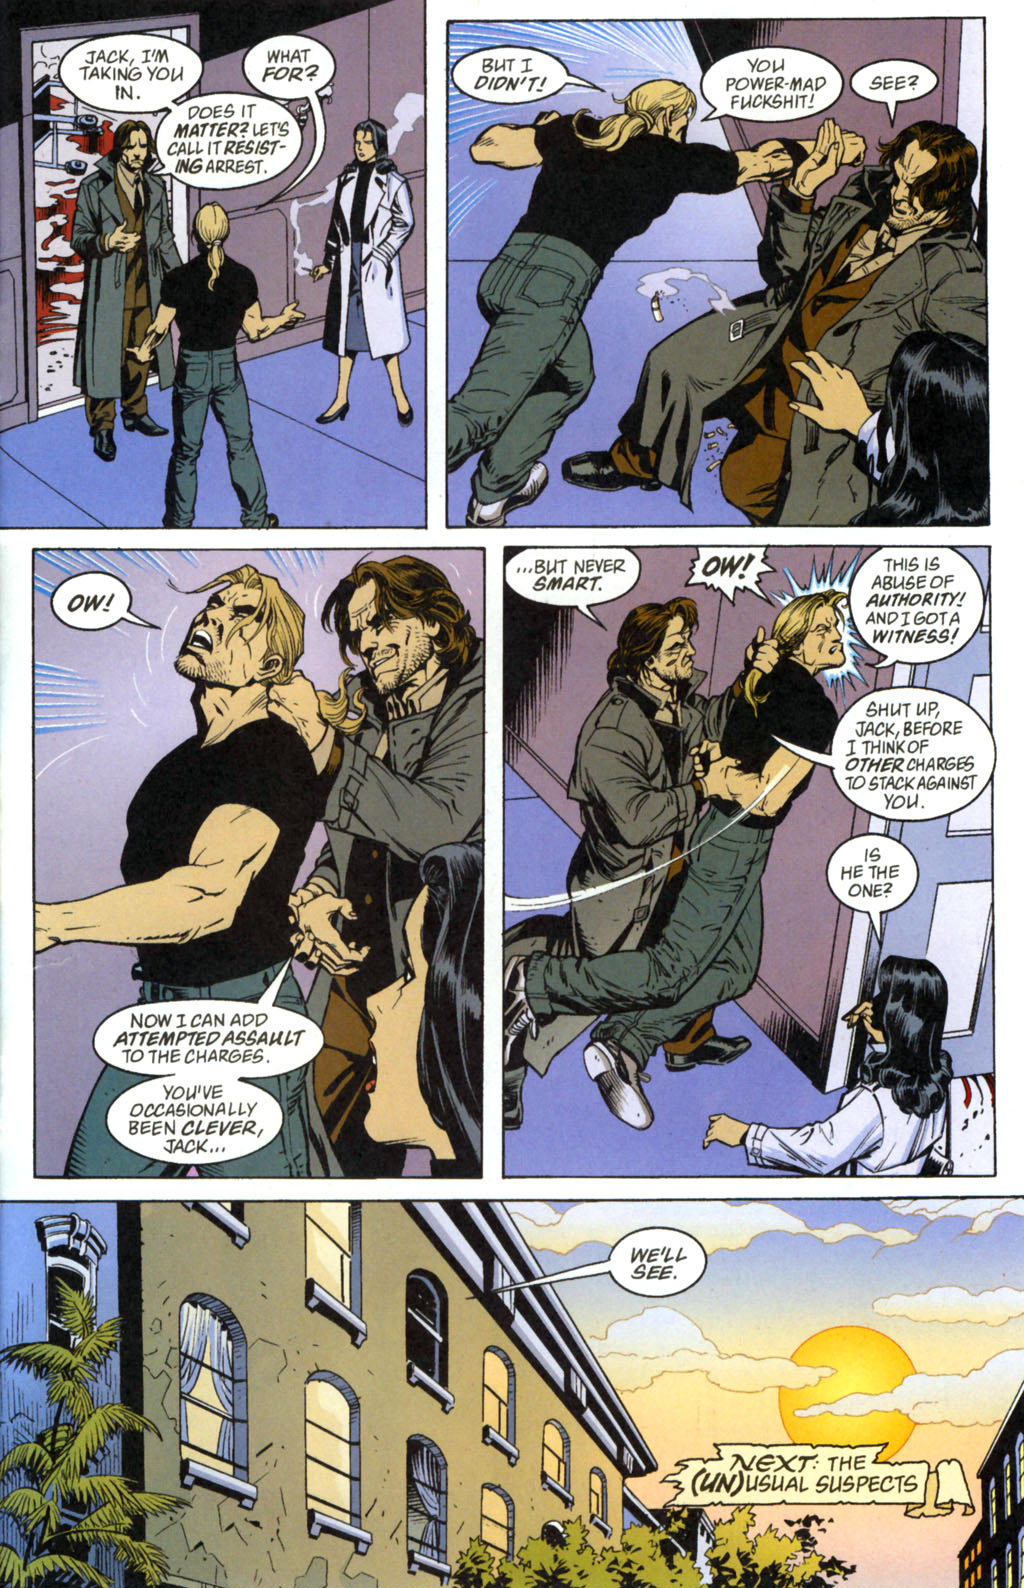 JACK, I'M
TAKING YOU
IN.
WHAT
FOR?
DOES IT
MATTER? LET'S
CALL IT RESIST-
ING ARREST.
BUT I
DIDN'T!
YOU
POWER-MAD
FUCKSHIT!
SEE?
OW!
NOW I CAN ADD
ATTEMPTED ASSAULT
TO THE CHARGES.
YOU'VE
OCCASIONALLY
BEEN CLEVER,
JACK...
...BUT NEVER
SMART.
OW!
THIS IS
ABUSE OF
AUTHORITY!
AND I GOT A
WITNESS!
SHUT UP,
JACK, BEFORE
I THINK OF
OTHER CHARGES
TO STACK AGAINST
YOU.
IS
HE THE
ONE?
WE'LL
SEE.
NEXT: THE
(UN)USUAL SUSPECTS